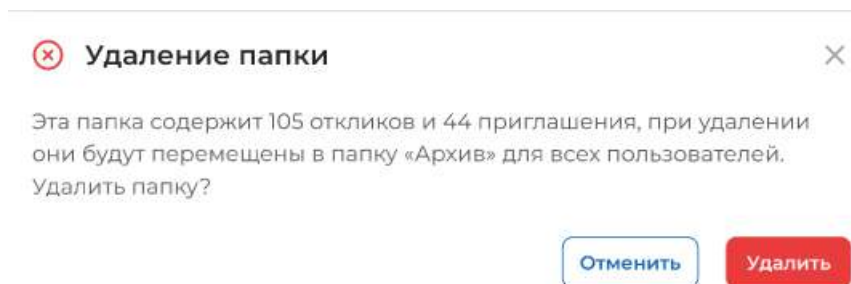 Удаление папки
Эта папка содержит 105 откликов и 44 приглашения, при удалении
они будут перемещены в папку «Архив» для всех пользователей.
Удалить папку?
Отменить Удалить